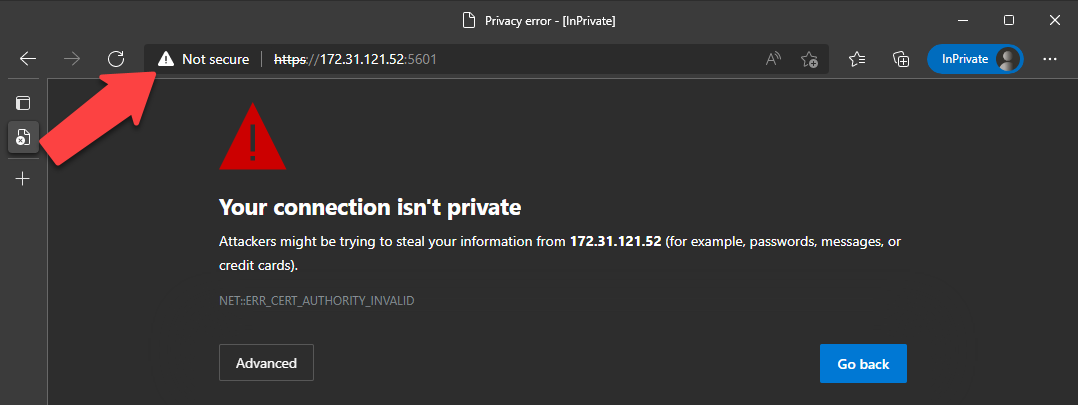 Privacy error - [InPrivate]
Not secure https://172.31.121.52:5601 InPrivate
Your connection isn't private
Attackers might be trying to steal your information from 172.31.121.52 (for example, passwords, messages, or
credit cards).
NET::ERR_CERT_AUTHORITY_INVALID
Advanced Go back